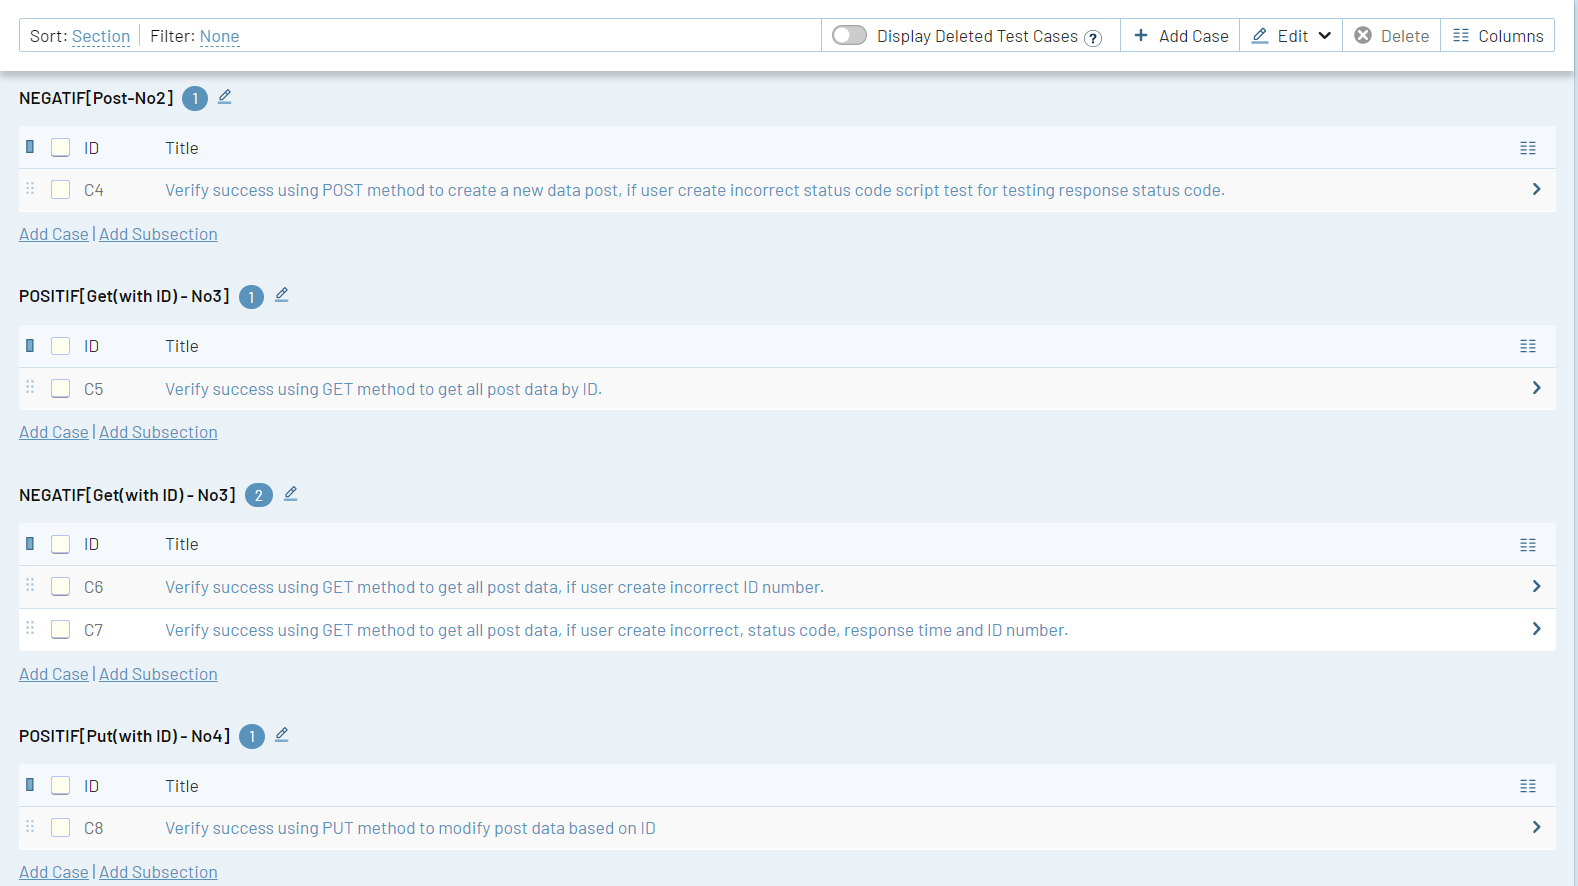 Sort: Section Filter: None Display Deleted Test Cases ? + Add Case Edit Delete Columns
NEGATIF[Post-No2] 1
ID Title
C4 Verify success using POST method to create a new data post, if user create incorrect status code script test for testing response status code.
Add Case | Add Subsection
POSITIF[Get(with ID) - No3] 1
ID Title
C5 Verify success using GET method to get all post data by ID.
Add Case | Add Subsection
NEGATIF[Get(with ID) - No3] 2
ID Title
C6 Verify success using GET method to get all post data, if user create incorrect ID number.
C7 Verify success using GET method to get all post data, if user create incorrect, status code, response time and ID number.
Add Case | Add Subsection
POSITIF[Put(with ID) - No4] 1
ID Title
C8 Verify success using PUT method to modify post data based on ID
Add Case | Add Subsection